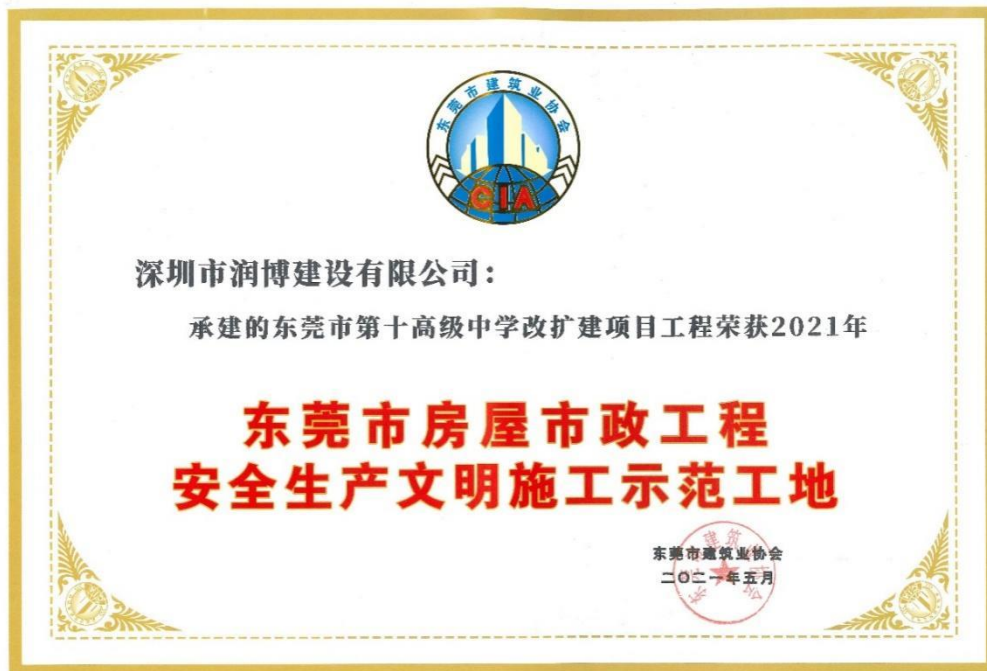 东莞市建筑业协会
CIA
深圳市润博建设有限公司：
承建的东莞市第十高级中学改扩建项目工程荣获2021年
东莞市房屋市政工程
安全生产文明施工示范工地
东莞市建筑业协会
二〇二一年五月